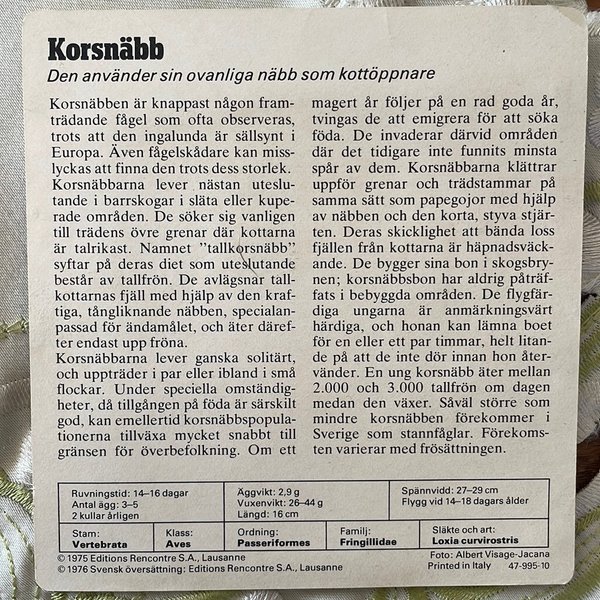 Korsnäbb
Den använder sin ovanliga näbb som kottöppnare
Korsnäbben är knappast någon fram-
trädande fågel som ofta observeras,
trots att den ingalunda är sällsynt i
Europa. Även fågelskådare kan miss-
lyckas att finna den trots dess storlek.
Korsnäbbarna lever nästan uteslu-
tande i barrskogar i släta eller kupe-
rade områden. De söker sig vanligen
till trädens övre grenar där kottarna
är talrikast. Namnet ”tallkorsnäbb”
syftar på deras diet som uteslutande
består av tallfrön. De avlägsnar tall-
kottarnas fjäll med hjälp av den kraf-
tiga, tångliknande näbben, specialan-
passad för ändamålet, och äter däref-
ter endast upp fröna.
Korsnäbbarna lever ganska solitärt,
och uppträder i par eller ibland i små
flockar. Under speciella omständig-
heter, då tillgången på föda är särskilt
god, kan emellertid korsnäbbspopula-
tionerna tillväxa mycket snabbt till
gränsen för överbefolkning. Om ett
magert år följer på en rad goda år,
tvingas de att emigrera för att söka
föda. De invaderar därvid områden
där det tidigare inte funnits minsta
spår av dem. Korsnäbbarna klättrar
uppför grenar och trädstammar på
samma sätt som papegojor med hjälp
av näbben och den korta, styva stjär-
ten. Deras skicklighet att bända loss
fjällen från kottarna är häpnadsväck-
ande. De bygger sina bon i skogsbry-
nen; korsnäbbsbon har aldrig påträf-
fats i bebyggda områden. De flygfär-
diga ungarna är anmärkningsvärt
härdiga, och honan kan lämna boet
för en eller ett par timmar, helt litan-
de på att de inte dör innan hon åter-
vänder. En ung korsnäbb äter mellan
2.000 och 3.000 tallfrön om dagen
medan den växer. Såväl större som
mindre korsnäbben förekommer i
Sverige som stannfåglar. Förekoms-
ten varierar med frösättningen.
Ruvningstid: 14–16 dagar
Antal ägg: 3–5
2 kullar årligen
Äggvikt: 2,9 g
Vuxenvikt: 26–44 g
Längd: 16 cm
Spännvidd: 27–29 cm
Flygg vid 14–18 dagars ålder
Stam:
Vertebrata
Klass:
Aves
Ordning:
Passeriformes
Familj:
Fringillidae
Släkte och art:
Loxia curvirostris
© 1975 Editions Rencontre S.A., Lausanne
© 1976 Svensk översättning: Editions Rencontre S.A., Lausanne
Foto: Albert Visage-Jacana
Printed in Italy 47-995-10